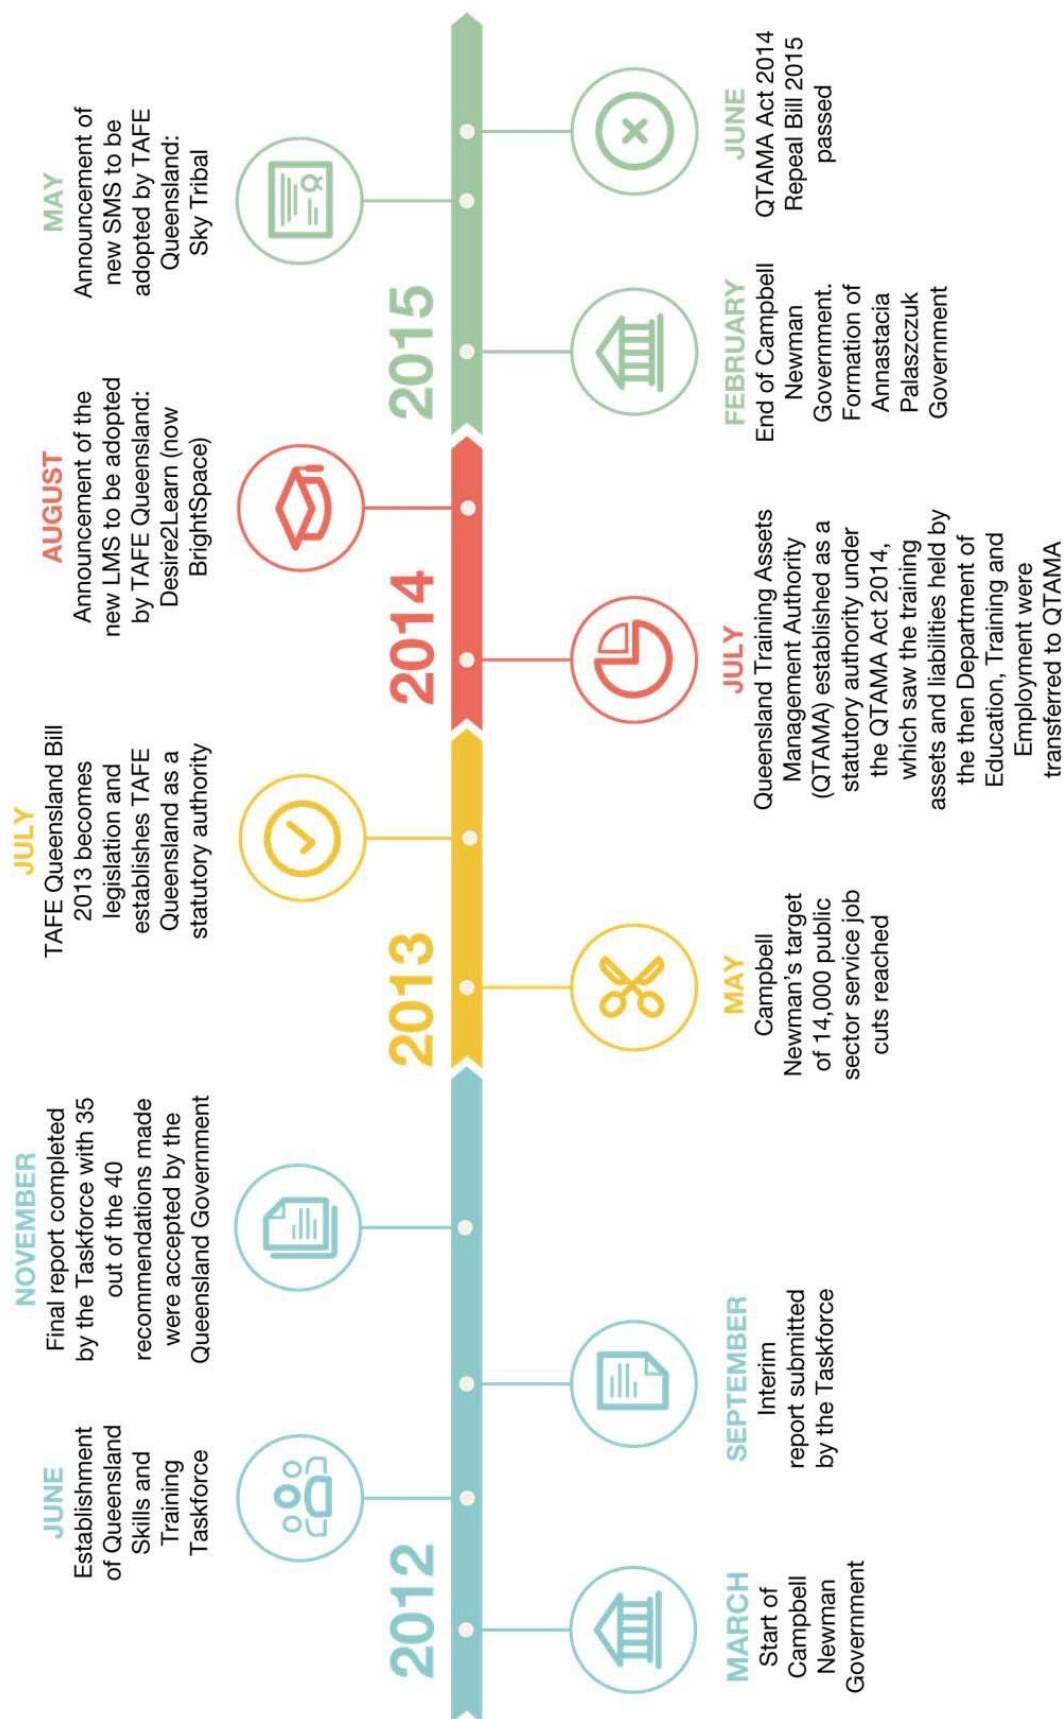 JUNE
Establishment
of Queensland
Skills and
Training
Taskforce
NOVEMBER
Final report completed
by the Taskforce with 35
out of the 40
recommendations made
were accepted by the
Queensland Government
JULY
TAFE Queensland Bill
2013 becomes
legislation and
establishes TAFE
Queensland as a
statutory authority
AUGUST
Announcement of the
new LMS to be adopted
by TAFE Queensland:
Desire2Learn (now
BrightSpace)
MAY
Announcement of
new SMS to be
adopted by TAFE
Queensland:
Sky Tribal
2012
2013
2014
2015
MARCH
Start of
Campbell
Newman
Government
SEPTEMBER
Interim
report submitted
by the Taskforce
MAY
Campbell
Newman's target
of 14,000 public
sector service job
cuts reached
JULY
Queensland Training Assets
Management Authority
(QTAMA) established as a
statutory authority under
the QTAMA Act 2014,
which saw the training
assets and liabilities held by
the then Department of
Education, Training and
Employment were
transferred to QTAMA
FEBRUARY
End of Campbell
Newman
Government.
Formation of
Annastacia
Palaszczuk
Government
JUNE
QTAMA Act 2014
Repeal Bill 2015
passed